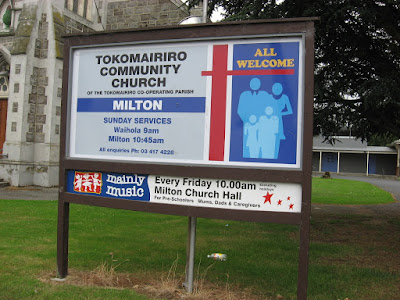 TOKOMAIRIRO
COMMUNITY
CHURCH
OF THE TOKOMAIRIRO CO-OPERATING PARISH
MILTON
SUNDAY SERVICES
Waihola 9am
Milton 10:45am
All enquiries Ph 03 417 4228
ALL
WELCOME
mainly
music
Every Friday 10.00am
Milton Church Hall
For Pre-Schoolers Mums, Dads & Caregivers